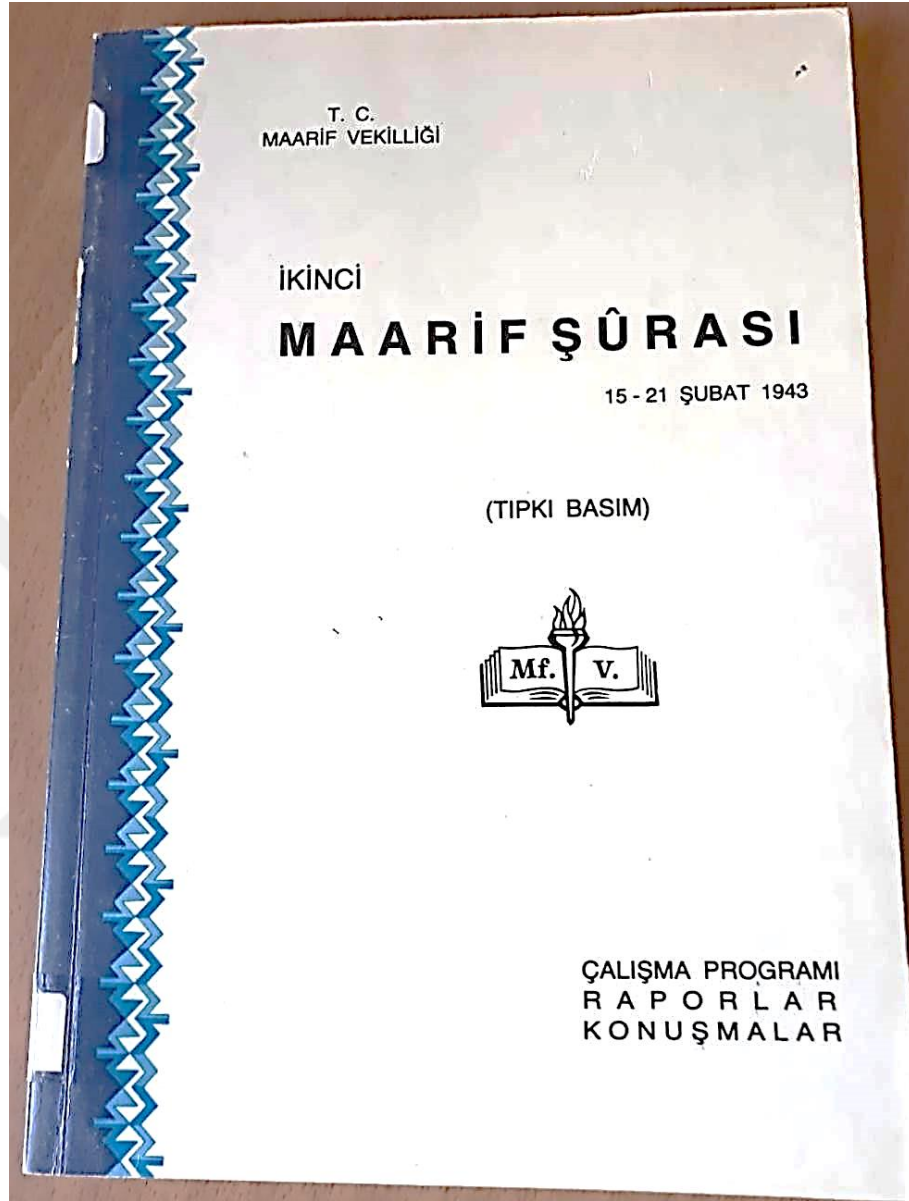 T. C.
MAARİF VEKİLLİĞİ
İKİNCİ
MAARİF ŞÛRASI
15 - 21 ŞUBAT 1943
(TIPKI BASIM)
Mf. V.
ÇALIŞMA PROGRAMI
RAPORLAR
KONUŞMALAR